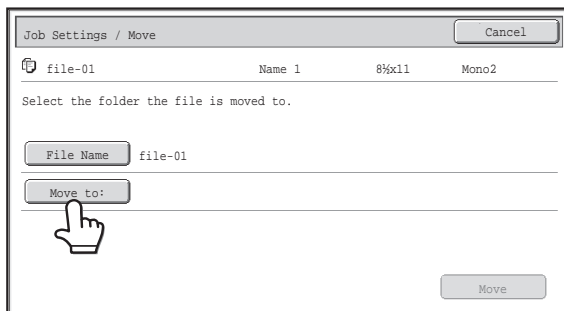 Job Settings / Move Cancel
file-01 Name 1 8½x11 Mono2
Select the folder the file is moved to.
File Name file-01
Move to:
Move